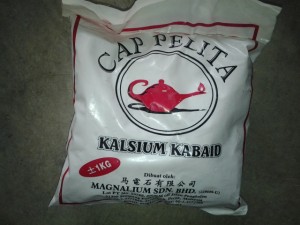 CAP PELITA
KALSIUM KABAID
±1KG
Dibuat oleh:
馬電石有限公司
MAGNALIUM SDN. BHD.